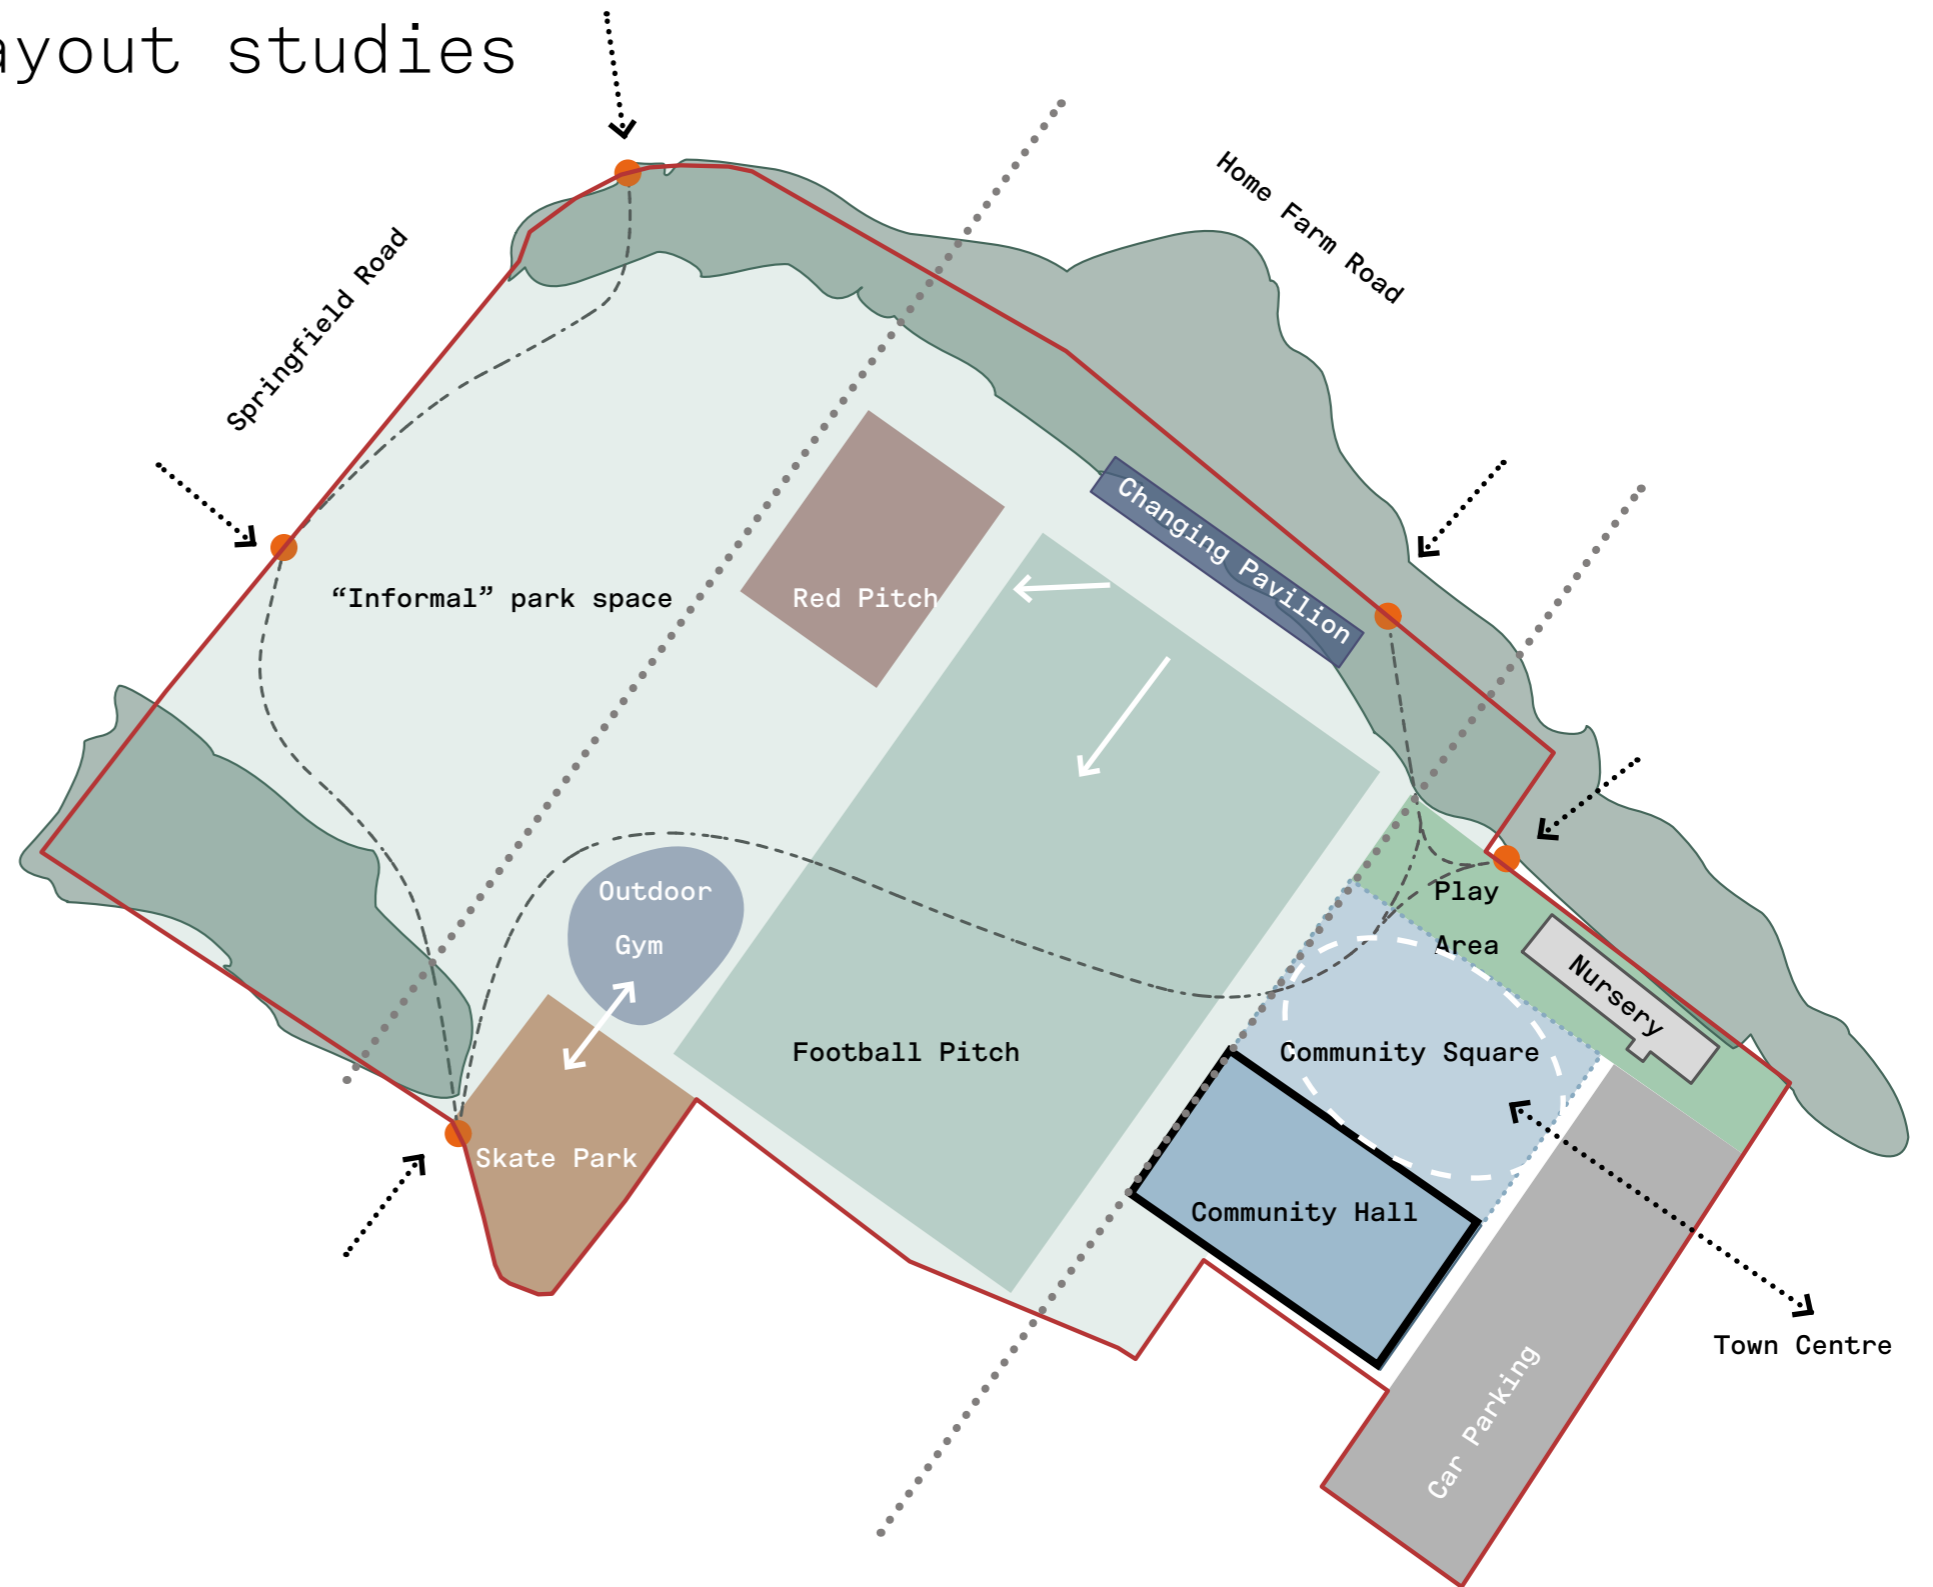 ayout studies
Home Farm Road
Springfield Road
Changing Pavilion
“Informal” park space
Red Pitch
Outdoor
Gym
Play
Area
Nursery
Football Pitch
Community Square
Skate Park
Community Hall
Town Centre
Car Parking